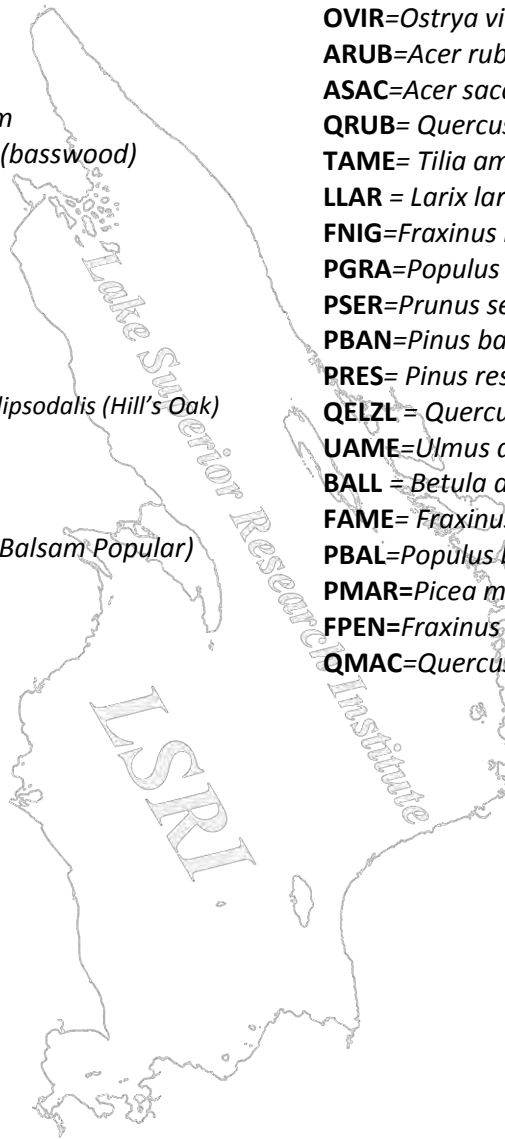 m
(basswood)
lipsodalis (Hill's Oak)
Balsam Popular)
OVIR=Ostrya vi
ARUB=Acer rub
ASAC=Acer sacc
QRUB= Quercus
TAME= Tilia am
LLAR = Larix lar
FNIG=Fraxinus
PGRA=Populus
PSER=Prunus se
PBAN=Pinus ba
PRES= Pinus res
QELZL = Quercu
UAME=Ulmus a
BALL = Betula a
FAME= Fraxinus
PBAL=Populus b
PMAR=Picea m
FPEN=Fraxinus
QMAC=Quercus
Lake Superior Research Institute
LSRI